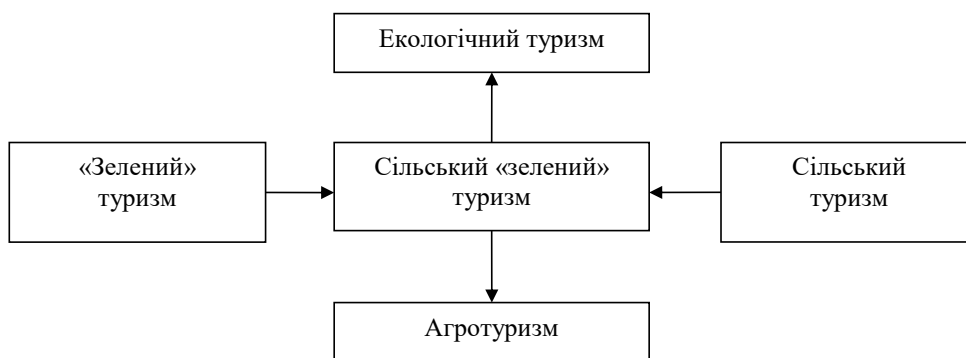 Екологічний туризм
«Зелений»
туризм
Сільський «зелений»
туризм
Сільський
туризм
Агротуризм